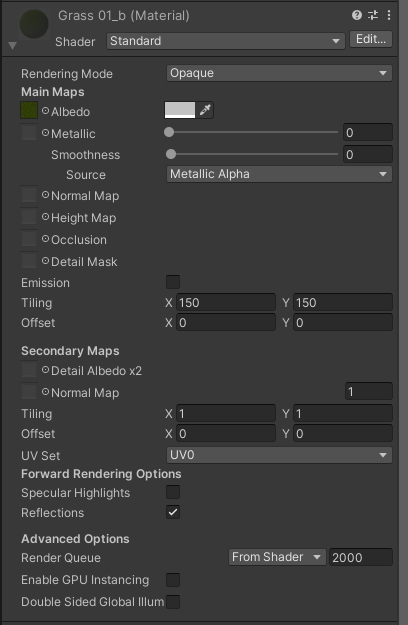 Grass 01_b (Material)
Shader Standard Edit...
Rendering Mode Opaque
Main Maps
Albedo
Metallic 0
Smoothness 0
Source Metallic Alpha
Normal Map
Height Map
Occlusion
Detail Mask
Emission
Tiling X 150 Y 150
Offset X 0 Y 0
Secondary Maps
Detail Albedo x2
Normal Map 1
Tiling X 1 Y 1
Offset X 0 Y 0
UV Set UV0
Forward Rendering Options
Specular Highlights
Reflections
Advanced Options
Render Queue From Shader 2000
Enable GPU Instancing
Double Sided Global Illum